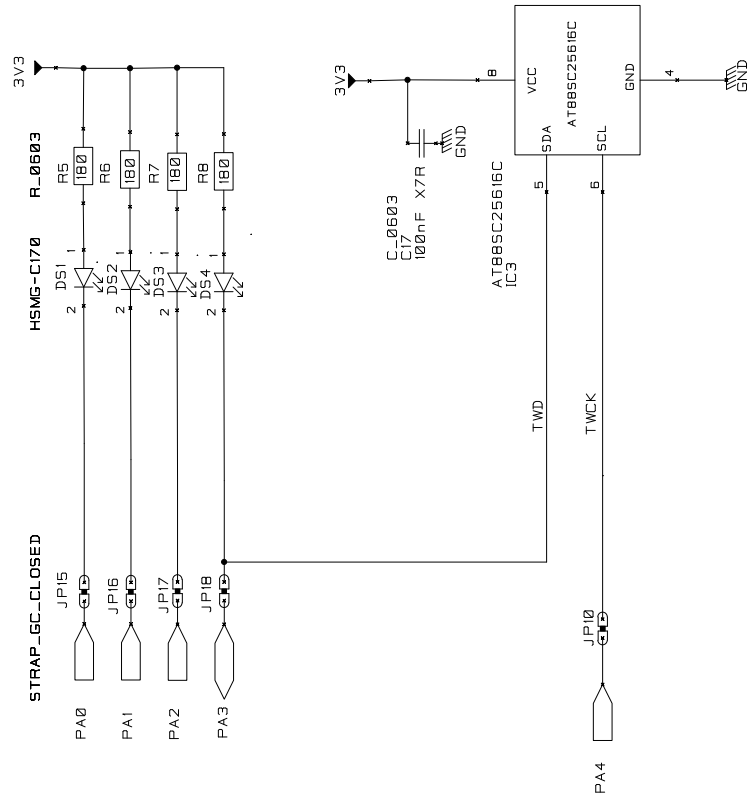 3V3
R_0603
R5
180
R6
180
R7
180
R8
180
HSMG-C170
DS1
1
2
DS2
1
2
DS3
1
2
DS4
1
2
STRAP_GC_CLOSED
JP15
JP16
JP17
JP18
PA0
PA1
PA2
PA3
3V3
GND
C_0603
C17
100nF X7R
8
VCC
AT88SC25616C
GND
4
GND
SDA
SCL
5
6
AT88SC25616C
IC3
TWD
TWCK
JP10
PA4